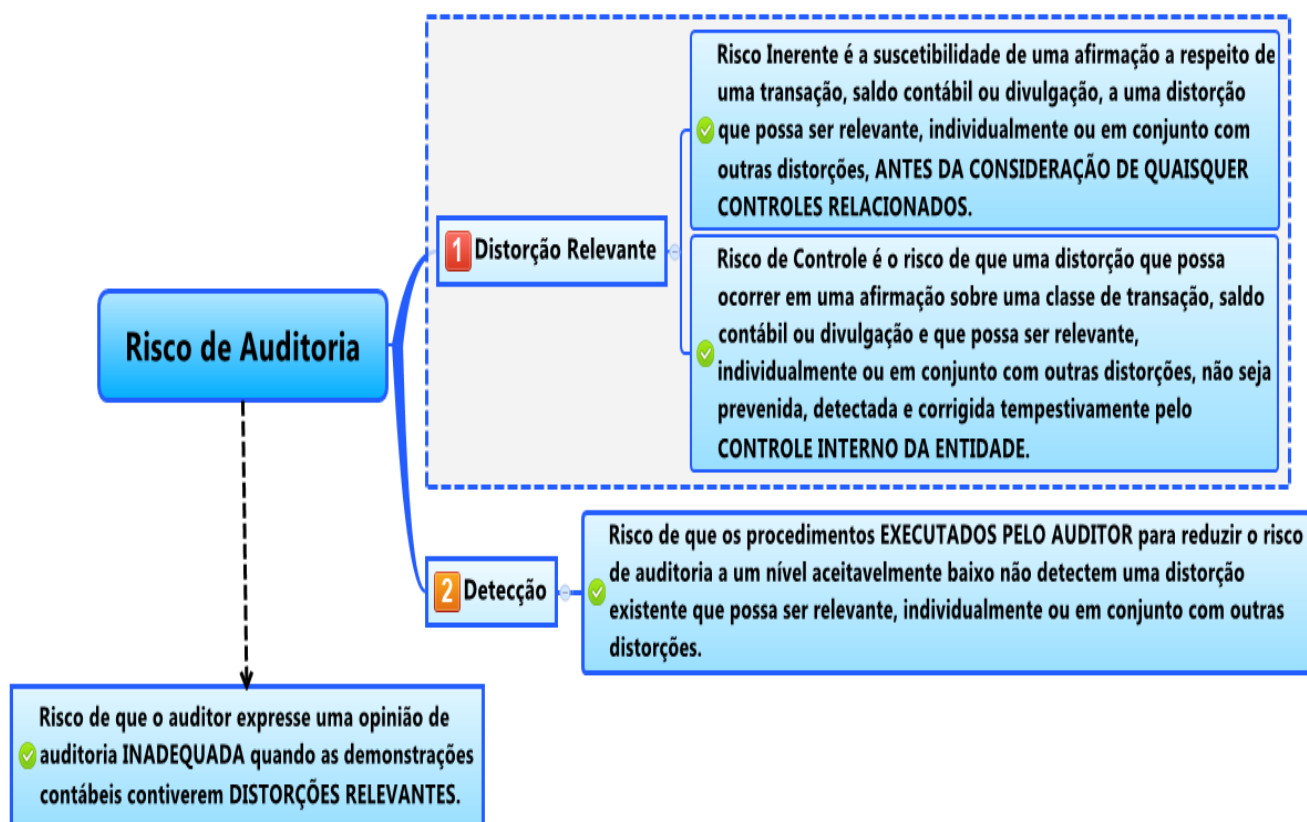 Risco de Auditoria
1 Distorção Relevante
Risco Inerente é a suscetibilidade de uma afirmação a respeito de
uma transação, saldo contábil ou divulgação, a uma distorção
que possa ser relevante, individualmente ou em conjunto com
outras distorções, ANTES DA CONSIDERAÇÃO DE QUAISQUER
CONTROLES RELACIONADOS.
Risco de Controle é o risco de que uma distorção que possa
ocorrer em uma afirmação sobre uma classe de transação, saldo
contábil ou divulgação e que possa ser relevante,
individualmente ou em conjunto com outras distorções, não seja
prevenida, detectada e corrigida tempestivamente pelo
CONTROLE INTERNO DA ENTIDADE.
2 Detecção
Risco de que os procedimentos EXECUTADOS PELO AUDITOR para reduzir o risco
de auditoria a um nível aceitavelmente baixo não detectem uma distorção
existente que possa ser relevante, individualmente ou em conjunto com outras
distorções.
Risco de que o auditor expresse uma opinião de
auditoria INADEQUADA quando as demonstrações
contábeis contiverem DISTORÇÕES RELEVANTES.